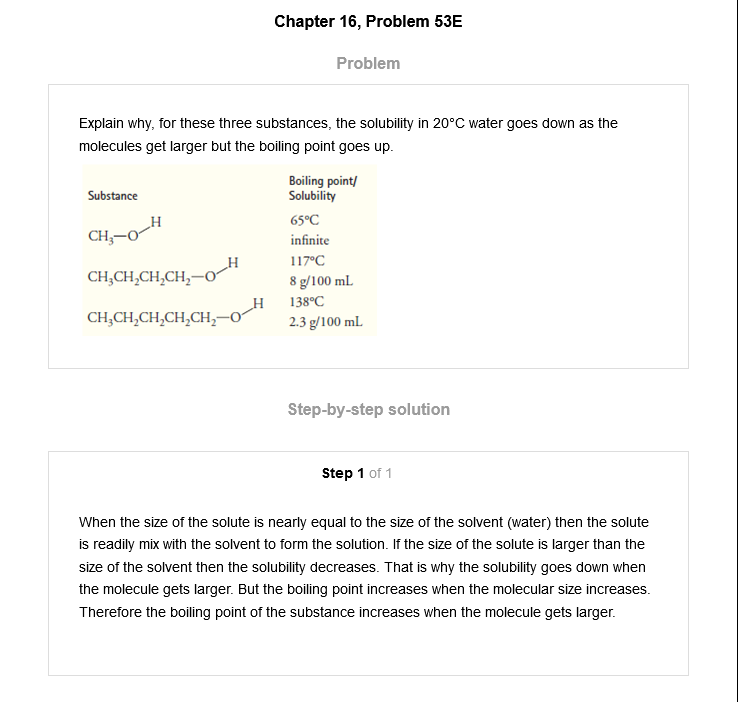 Chapter 16, Problem 53E
Problem
Explain why, for these three substances, the solubility in 20°C water goes down as the
molecules get larger but the boiling point goes up.
Boiling point/
Substance Solubility
CH₃—O H 65°C
infinite
CH₃CH₂CH₂CH₂—O H 117°C
8 g/100 mL
CH₃CH₂CH₂CH₂CH₂—O H 138°C
2.3 g/100 mL
Step-by-step solution
Step 1 of 1
When the size of the solute is nearly equal to the size of the solvent (water) then the solute
is readily mix with the solvent to form the solution. If the size of the solute is larger than the
size of the solvent then the solubility decreases. That is why the solubility goes down when
the molecule gets larger. But the boiling point increases when the molecular size increases.
Therefore the boiling point of the substance increases when the molecule gets larger.